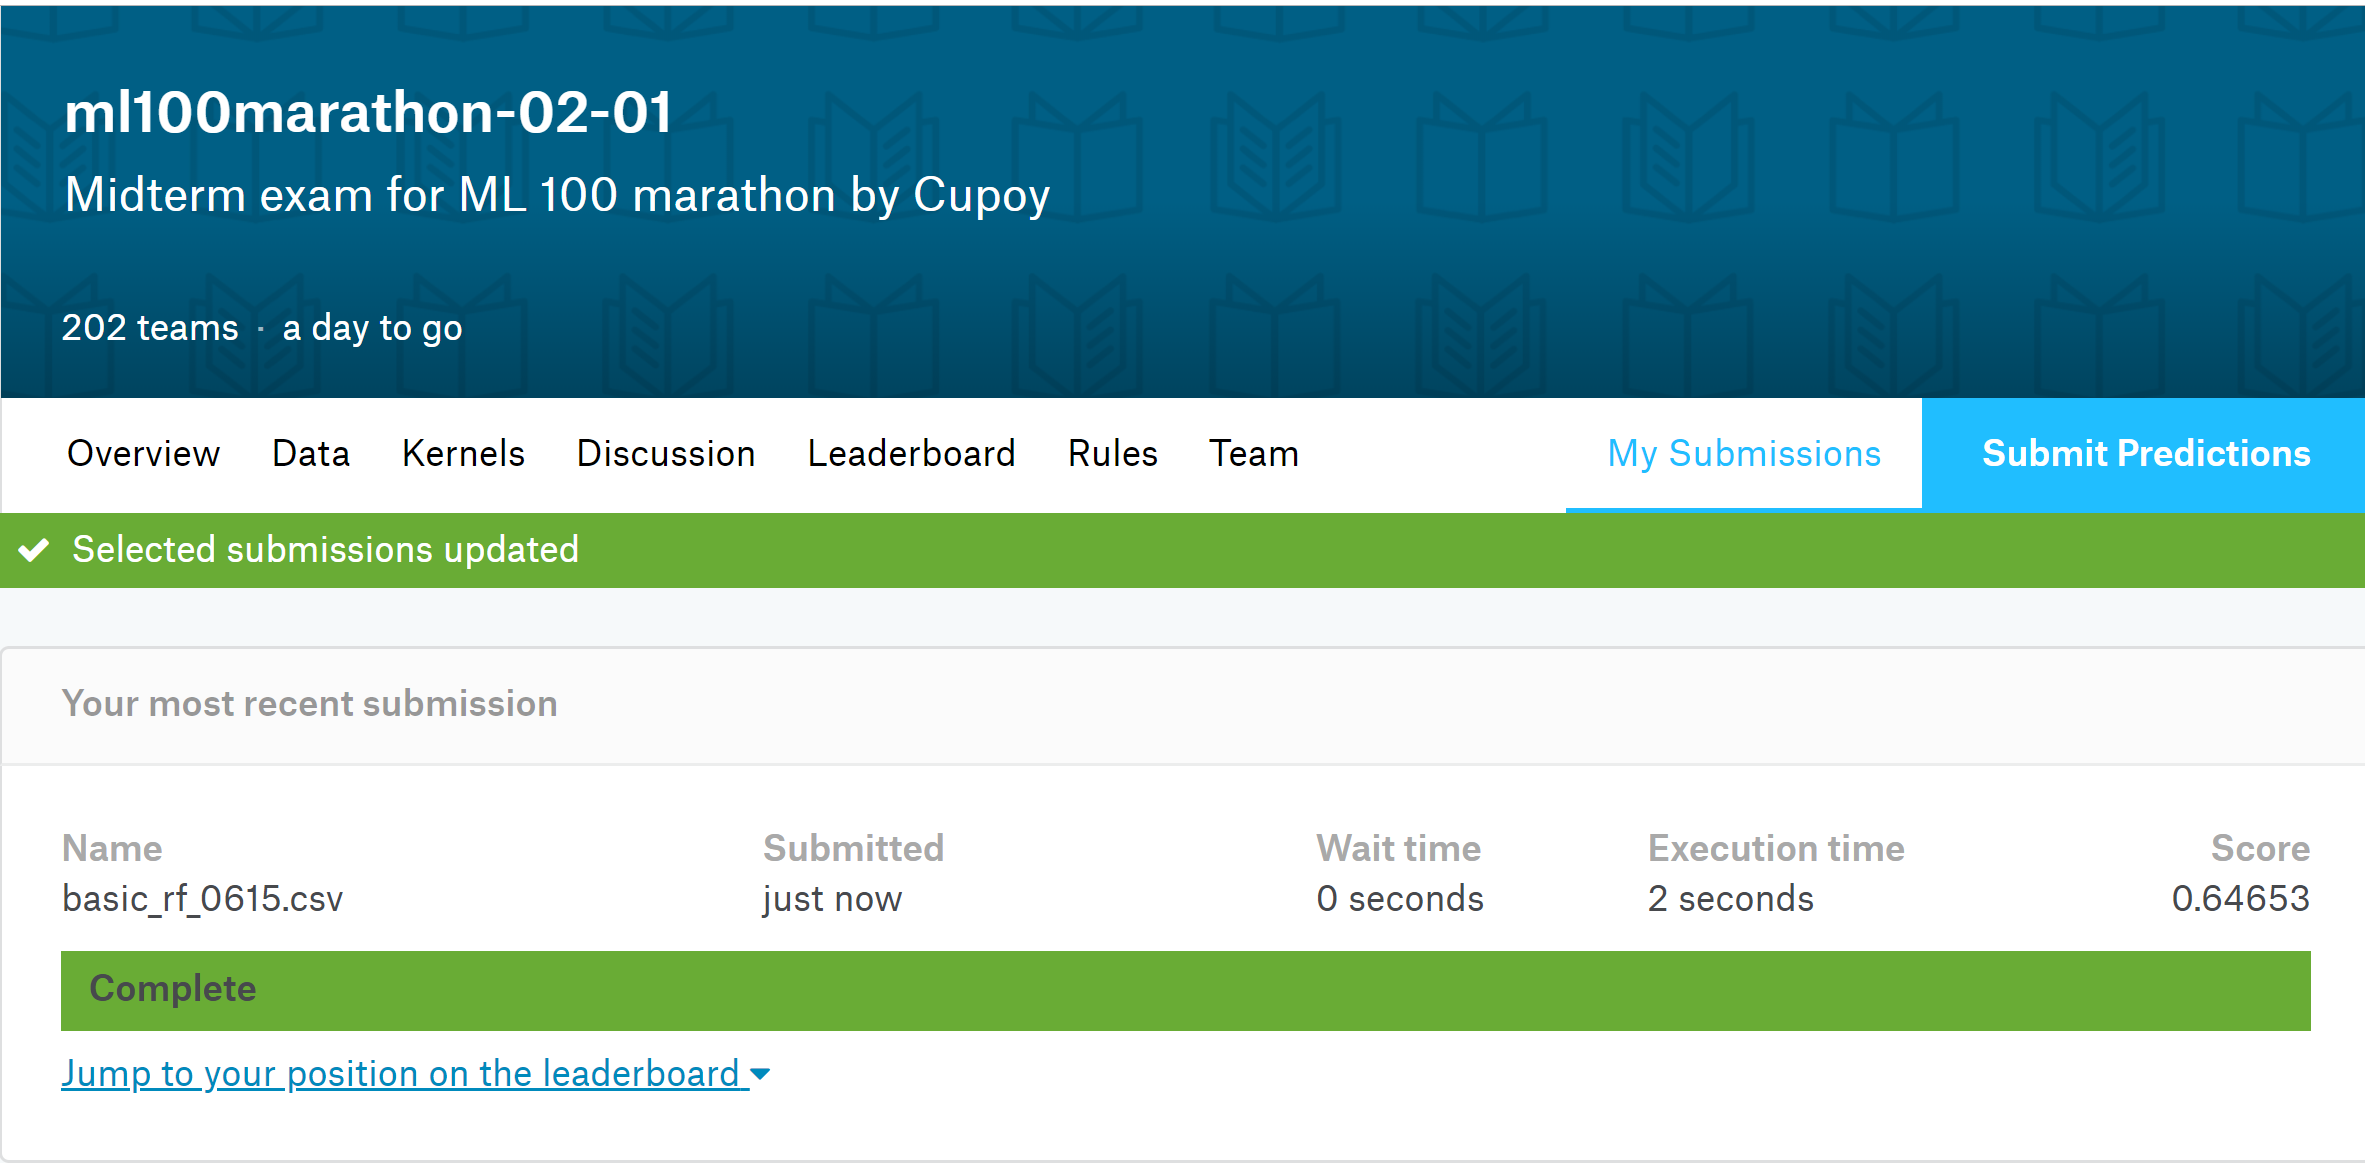 ml100marathon-02-01
Midterm exam for ML 100 marathon by Cupoy
202 teams · a day to go
Overview Data Kernels Discussion Leaderboard Rules Team My Submissions Submit Predictions
Selected submissions updated
Your most recent submission
Name Submitted Wait time Execution time Score
basic_rf_0615.csv just now 0 seconds 2 seconds 0.64653
Complete
Jump to your position on the leaderboard